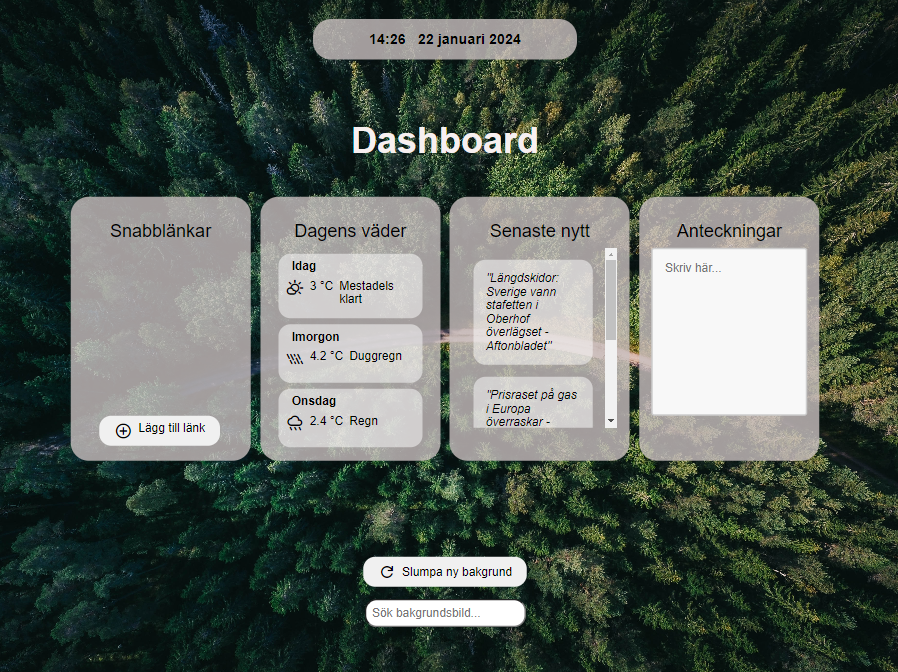 14:26 22 januari 2024
Dashboard
Snabblänkar
Lägg till länk
Dagens väder
Idag
3 °C Mestadels
klart
Imorgon
4.2 °C Duggregn
Onsdag
2.4 °C Regn
Senaste nytt
"Längdskidor:
Sverige vann
stafetten i
Oberhof
överlägset -
Aftonbladet"
"Prisraset på gas
i Europa
överraskar -
Anteckningar
Skriv här...
Slumpa ny bakgrund
Sök bakgrundsbild...